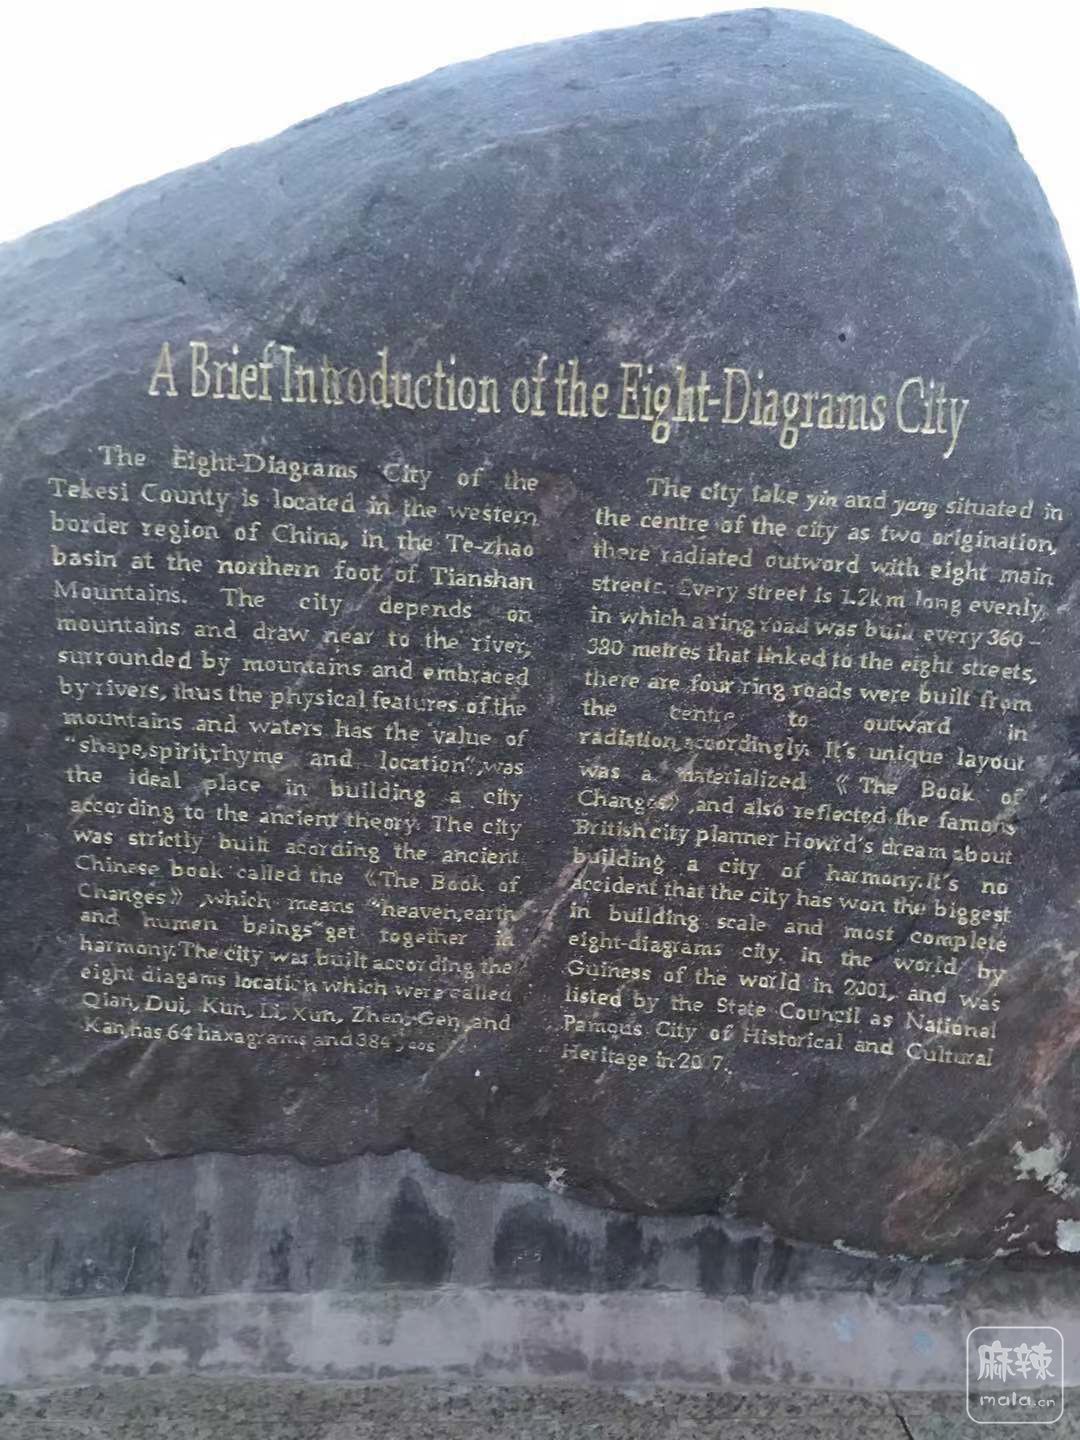 A Brief Introduction of the Eight-Diagrams City
The Eight-Diagrams City of the
Tekesi County is located in the western
border region of China, in the Te-zhao
basin at the northern foot of Tianshan
Mountains. The city depends on
mountains and draw near to the river,
surrounded by mountains and embraced
by rivers, thus the physical features of the
mountains and waters has the value of
"shape,spirit,rhyme and location",was
the ideal place in building a city
according to the ancient theory. The city
was strictly built acording the ancient
Chinese book called the 《The Book of
Changes》,which means "heaven,earth
and human beings"get together in
harmony.The city was built according the
eight diagams location which were called
Qian, Dui, Kun, Li, Xun, Zhen, Gen and
Kan,has 64 haxagrams and 384
The city take yin and yang situated in
the centre of the city as two origination,
there radiated outword with eight main
streets. Every street is 1.2km long evenly,
in which a ring road was built every 360 –
380 metres that linked to the eight streets,
there are four ring roads were built from
the centre to outward in
radiation,accordingly. It's unique layout
was a materialized 《The Book of
Changes》,and also reflected the famous
British city planner Howrd's dream about
building a city of harmony.It's no
accident that the city has won the biggest
in building scale and most complete
eight-diagrams city in the world by
Guiness of the world in 2001, and was
listed by the State Council as National
Pamous City of Historical and Cultural
Heritage in 20 7.
麻辣
mala.cn